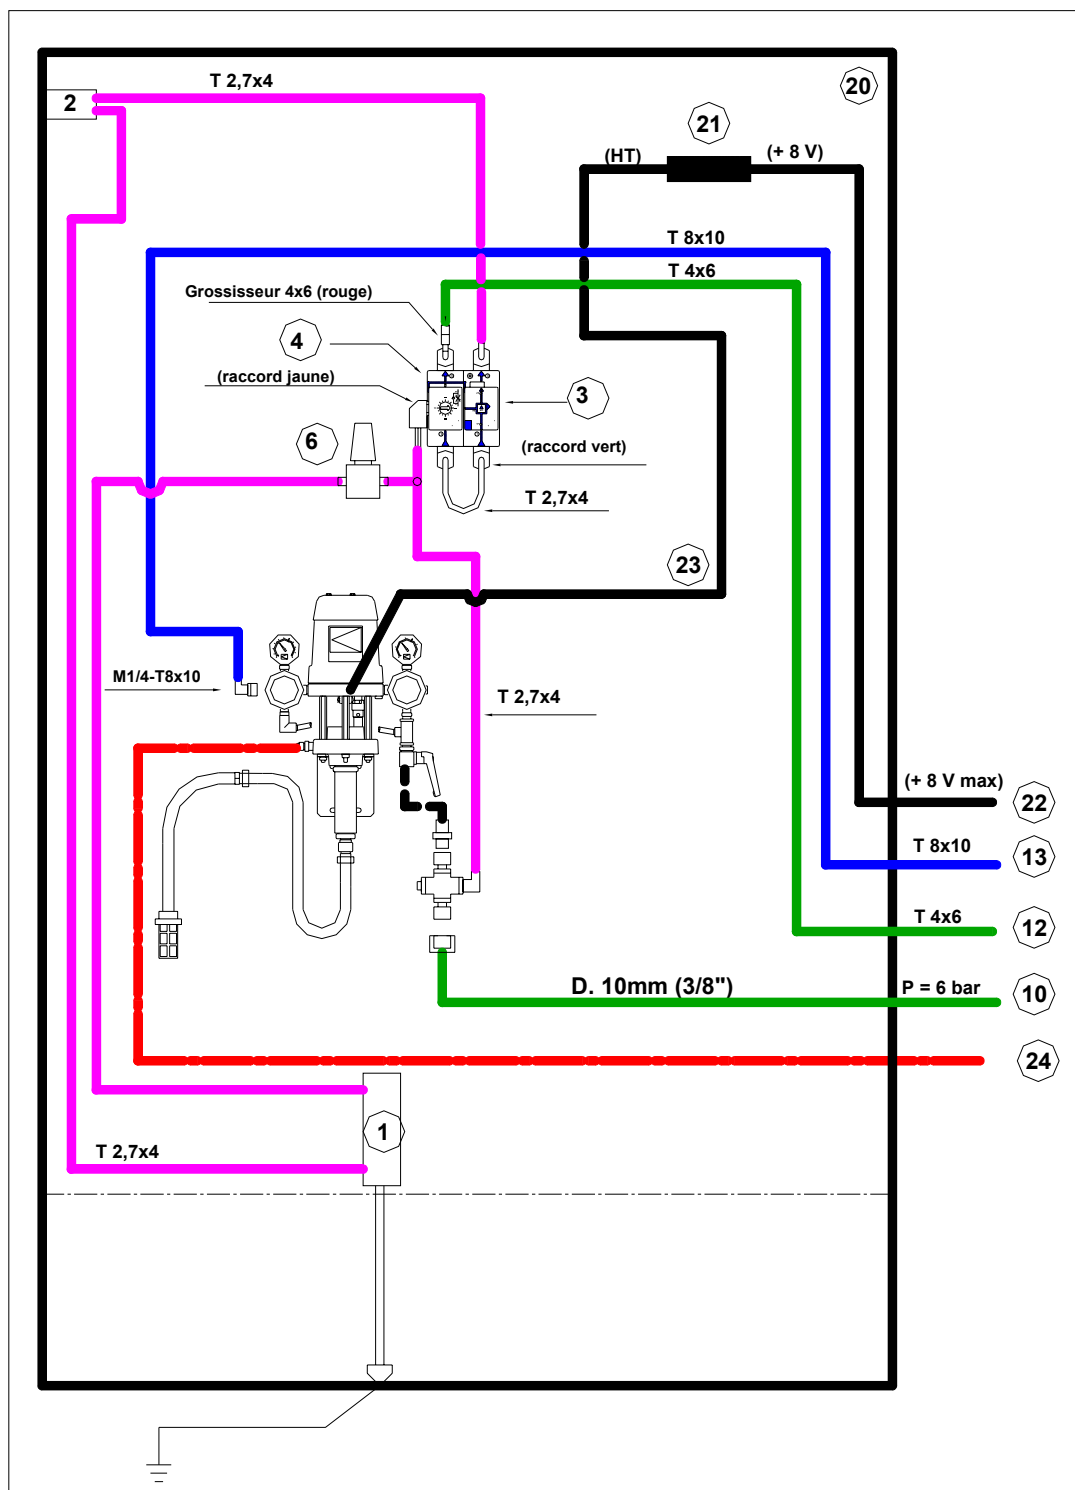 T 2,7x4
20
2
21
(HT)
(+ 8 V)
T 8x10
T 4x6
Grossisseur 4x6 (rouge)
4
(raccord jaune)
3
6
(raccord vert)
T 2,7x4
23
M1/4-T8x10
T 2,7x4
(+ 8 V max)
22
T 8x10
13
T 4x6
12
D. 10mm (3/8")
P = 6 bar
10
24
1
T 2,7x4